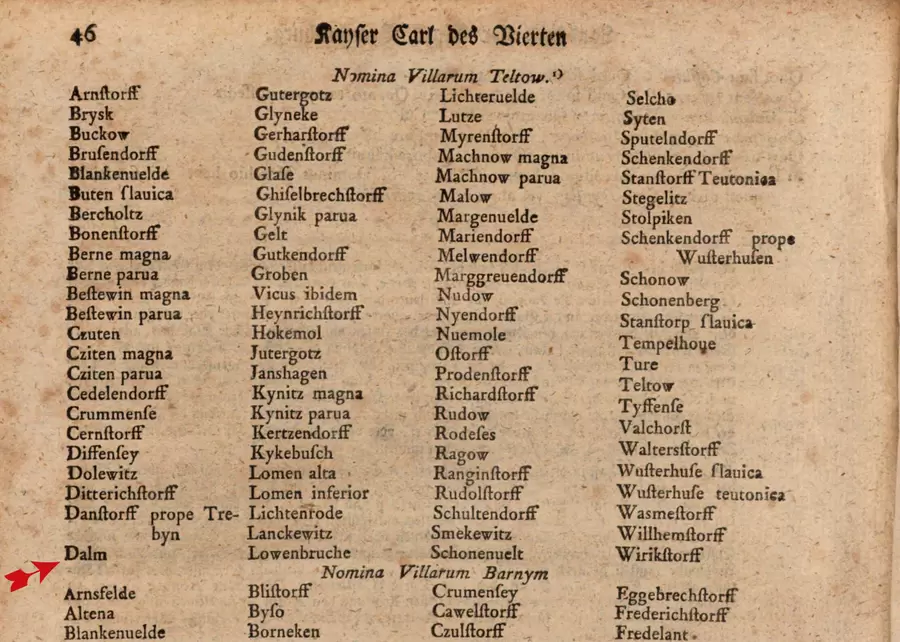 46
Kayser Carl des Vierten
Nomina Villarum Teltow.
Arnſtorff
Brysk
Buckow
Bruſendorff
Blankenuelde
Buten ſlauica
Bercholtz
Bonenſtorff
Berne magna
Berne parua
Beſtewin magna
Beſtewin parua
Czuten
Cziten magna
Cziten parua
Cedelendorff
Crummenſe
Cernſtorff
Diffenſey
Dolewitz
Ditterichſtorff
Danſtorff prope Tre-
byn
Dalm
Gutergotz
Glyneke
Gerharſtorff
Gudenſtorff
Glaſe
Ghiſelbrechſtorff
Glynik parua
Gelt
Gutkendorff
Groben
Vicus ibidem
Heynrichſtorff
Hokemol
Jutergotz
Janshagen
Kynitz magna
Kynitz parua
Kertzendorff
Kykebuſch
Lomen alta
Lomen inferior
Lichtenrode
Lanckewitz
Lowenbruche
Lichteruelde
Lutze
Myrenſtorff
Machnow magna
Machnow parua
Malow
Margenuelde
Mariendorff
Melwendorff
Marggreuendorff
Nudow
Nyendorff
Nuemole
Oſtorff
Prodenſtorff
Richardſtorff
Rudow
Rodeſes
Ragow
Ranginſtorff
Rudolſtorff
Schultendorff
Smekewitz
Schonenuelt
Selcho
Syten
Sputelndorff
Schenkendorff
Stanſtorff Teutonica
Stegelitz
Stolpiken
Schenkendorff prope
Wuſterhuſen
Schonow
Schonenberg
Stanſtorp ſlauica
Tempelhoue
Ture
Teltow
Tyffenſe
Valchorſt
Waltersſtorff
Wuſterhuſe ſlauica
Wuſterhuſe teutonica
Wasmeſtorff
Willhemſtorff
Wirikſtorff
Nomina Villarum Barnym
Arnsfelde
Altena
Blankenuelde
Bliſtorff
Byſo
Borneken
Crumenſey
Cawelſtorff
Czulſtorff
Eggebrechſtorff
Frederichſtorff
Fredelant